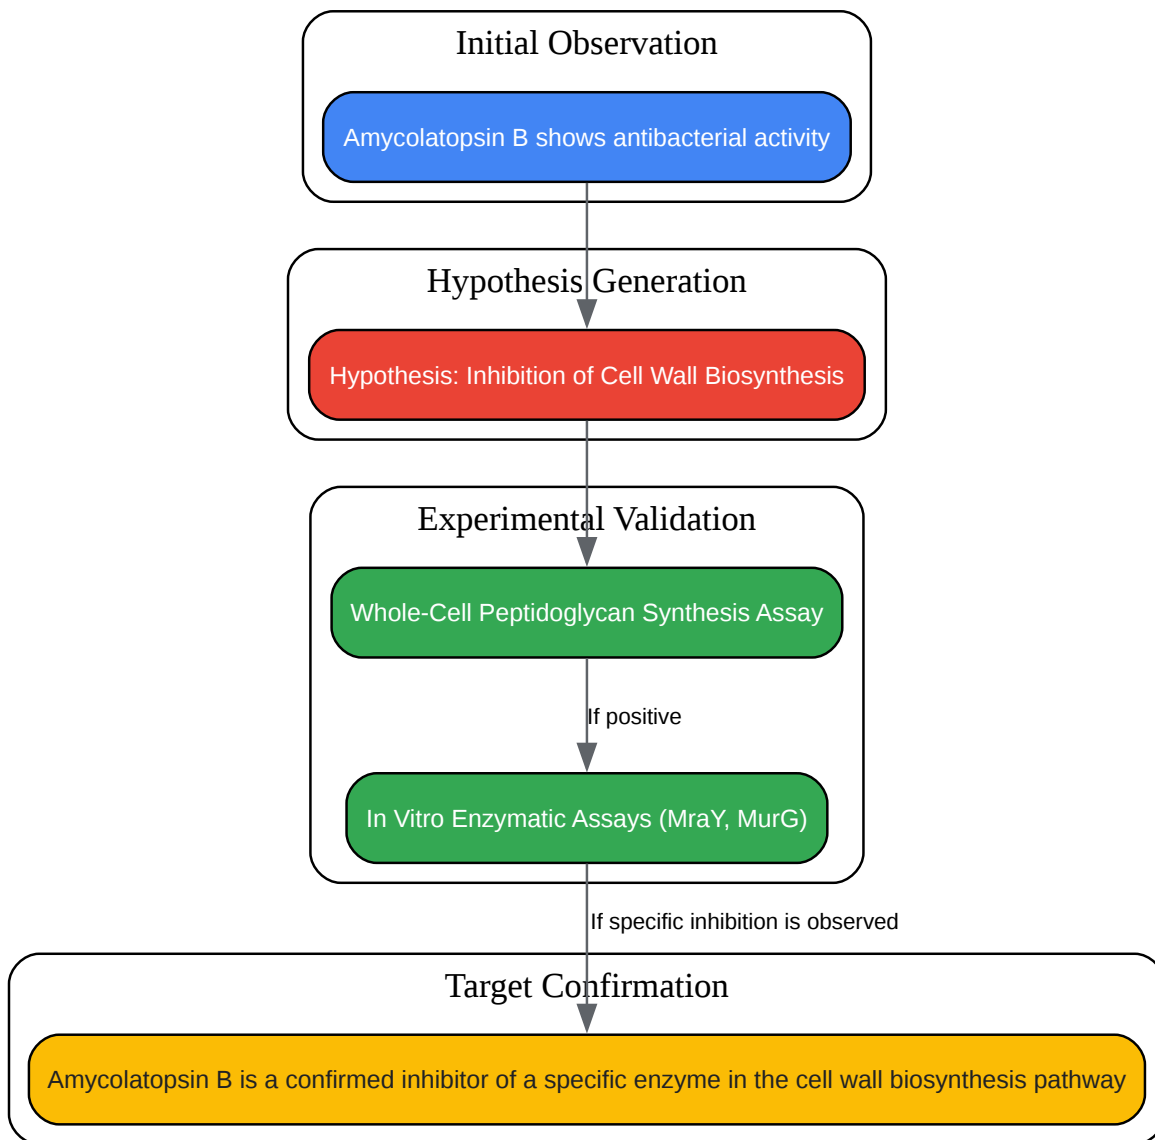 Initial Observation
Amycolatopsin B shows antibacterial activity
Hypothesis Generation
Hypothesis: Inhibition of Cell Wall Biosynthesis
Experimental Validation
Whole-Cell Peptidoglycan Synthesis Assay
If positive
In Vitro Enzymatic Assays (MraY, MurG)
If specific inhibition is observed
Target Confirmation
Amycolatopsin B is a confirmed inhibitor of a specific enzyme in the cell wall biosynthesis pathway